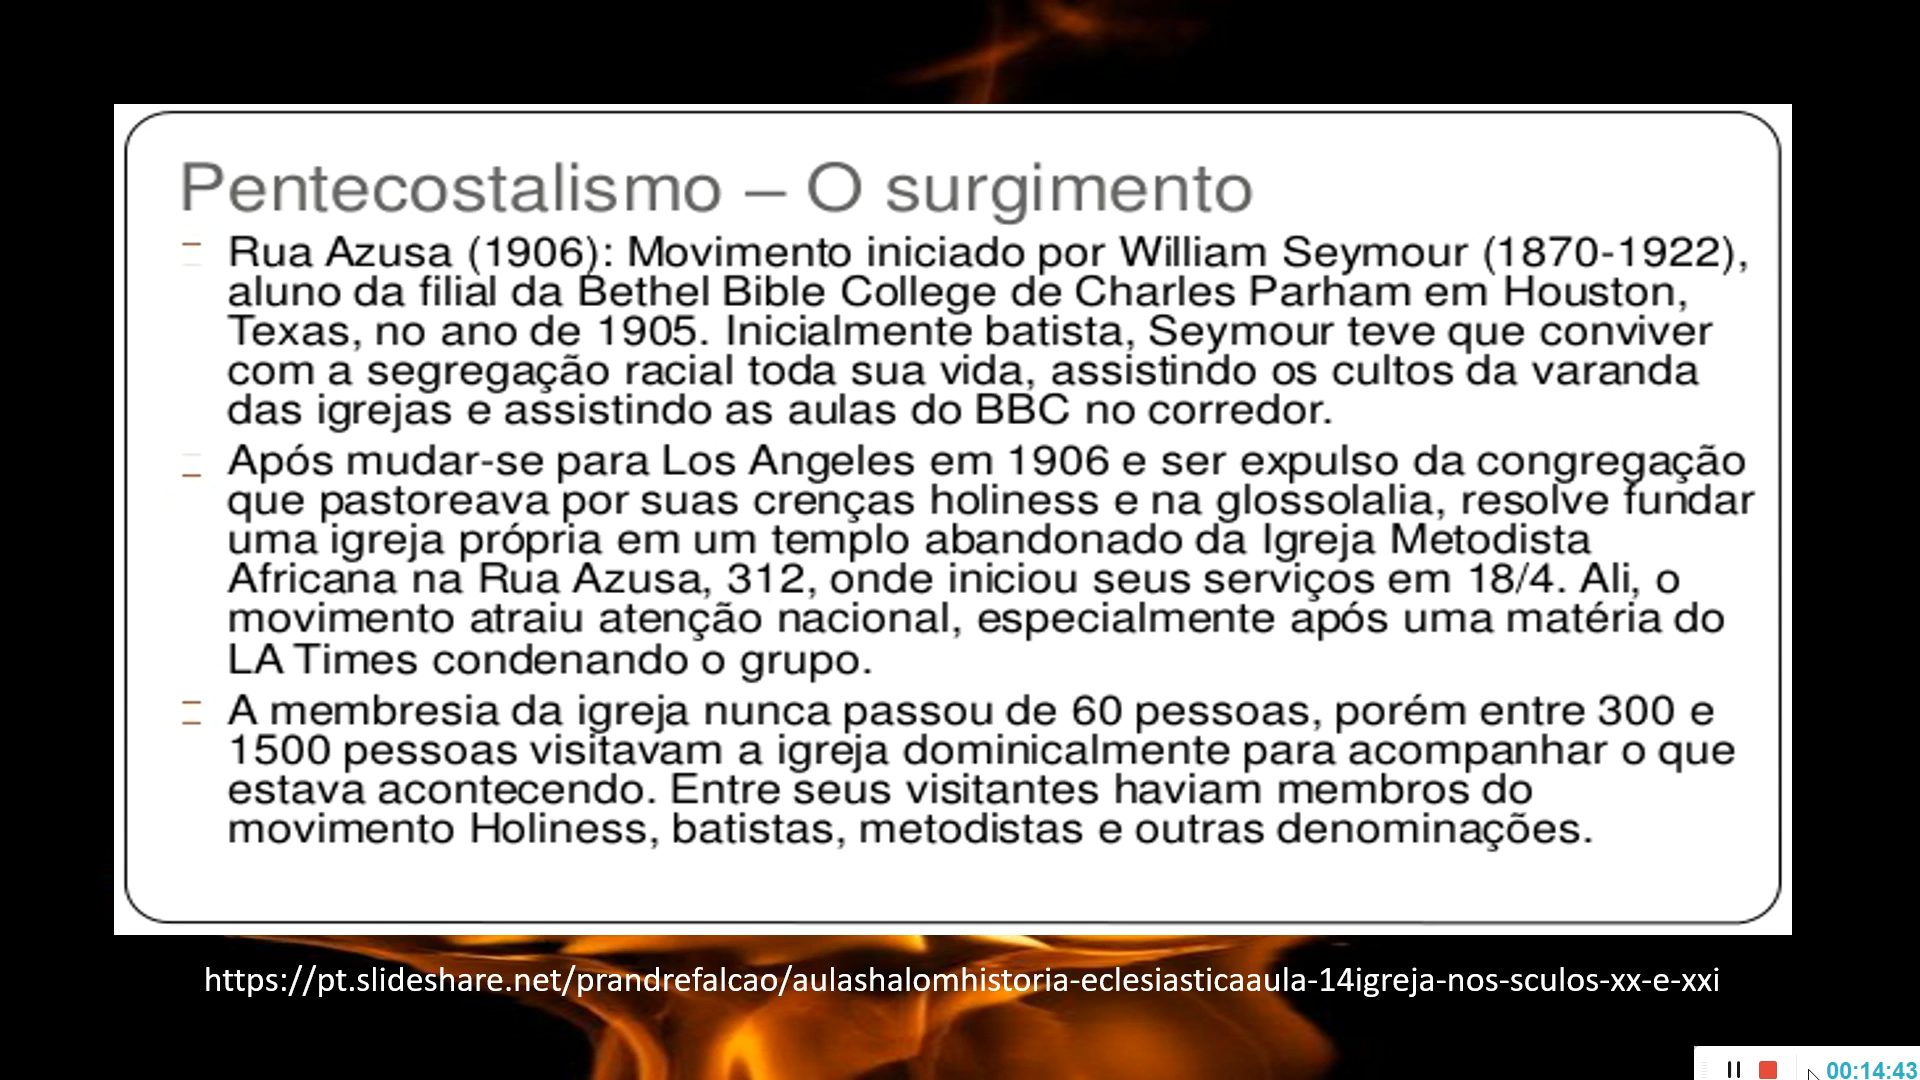 Pentecostalismo – O surgimento
Rua Azusa (1906): Movimento iniciado por William Seymour (1870-1922),
aluno da filial da Bethel Bible College de Charles Parham em Houston,
Texas, no ano de 1905. Inicialmente batista, Seymour teve que conviver
com a segregação racial toda sua vida, assistindo os cultos da varanda
das igrejas e assistindo as aulas do BBC no corredor.
Após mudar-se para Los Angeles em 1906 e ser expulso da congregação
que pastoreava por suas crenças holiness e na glossolalia, resolve fundar
uma igreja própria em um templo abandonado da Igreja Metodista
Africana na Rua Azusa, 312, onde iniciou seus serviços em 18/4. Ali, o
movimento atraiu atenção nacional, especialmente após uma matéria do
LA Times condenando o grupo.
A membresia da igreja nunca passou de 60 pessoas, porém entre 300 e
1500 pessoas visitavam a igreja dominicalmente para acompanhar o que
estava acontecendo. Entre seus visitantes haviam membros do
movimento Holiness, batistas, metodistas e outras denominações.
https://pt.slideshare.net/prandrefalcao/aulashalomhistoria-eclesiasticaaula-14igreja-nos-sculos-xx-e-xxi
00:14:43